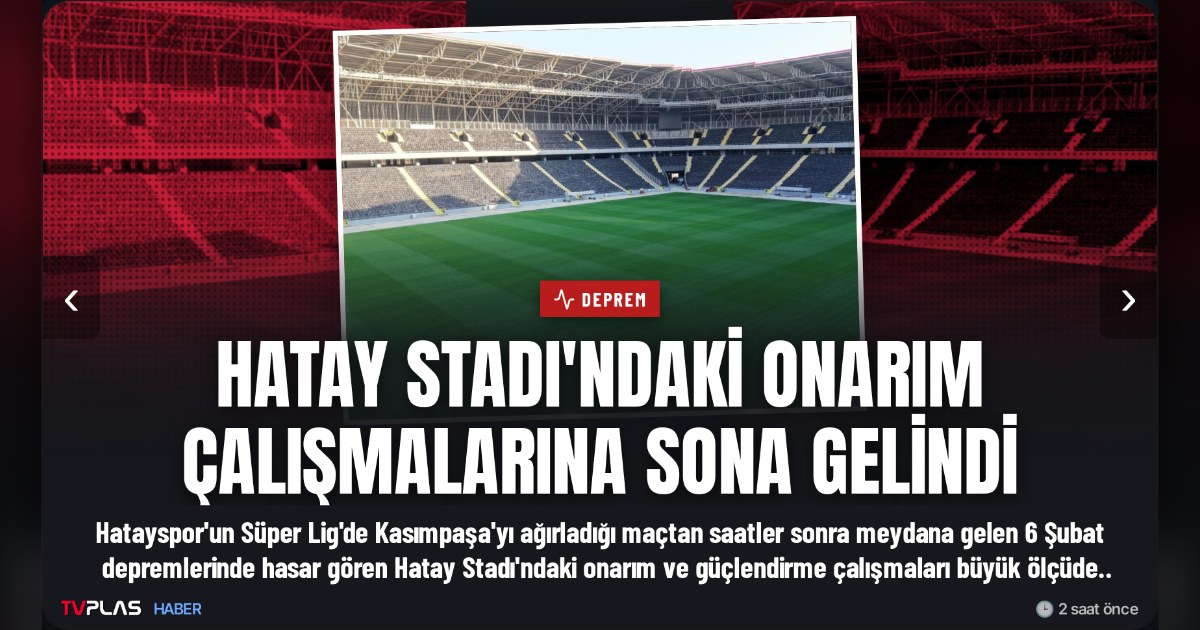 DEPREM
HATAY STADI'NDAKİ ONARIM
ÇALIŞMALARINA SONA GELİNDİ
Hatayspor'un Süper Lig'de Kasımpaşa'yı ağırladığı maçtan saatler sonra meydana gelen 6 Şubat
depremlerinde hasar gören Hatay Stadı'ndaki onarım ve güçlendirme çalışmaları büyük ölçüde..
TVPLAS HABER
2 saat önce